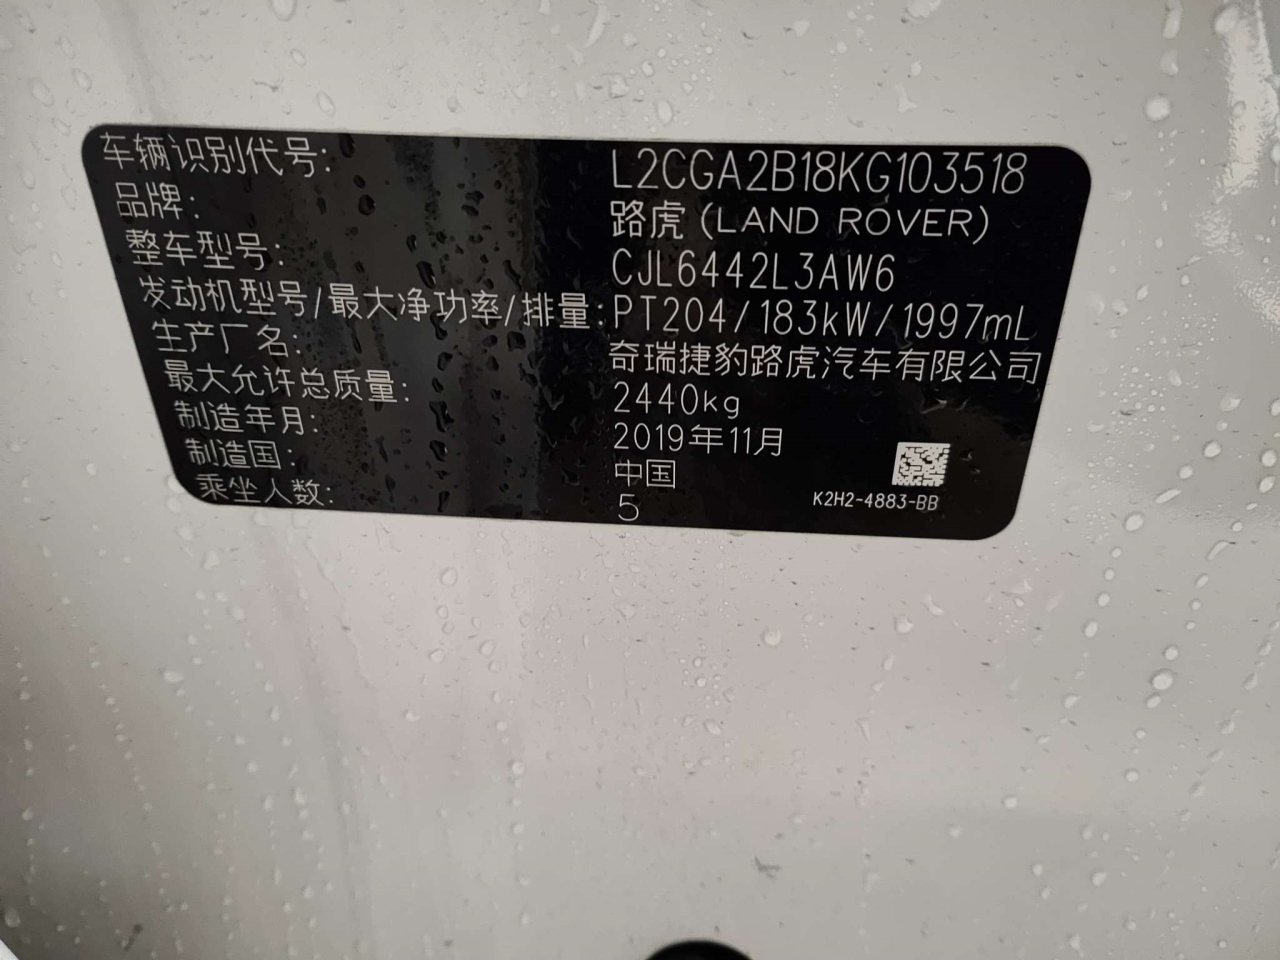 车辆识别代号: L2CGA2B18KG103518
品牌: 路虎 (LAND ROVER)
整车型号: CJL6442L3AW6
发动机型号/最大净功率/排量: PT204/183kW/1997mL
生产厂名: 奇瑞捷豹路虎汽车有限公司
最大允许总质量: 2440kg
制造年月: 2019年11月
制造国: 中国
乘坐人数: 5
K2H2-4883-BB